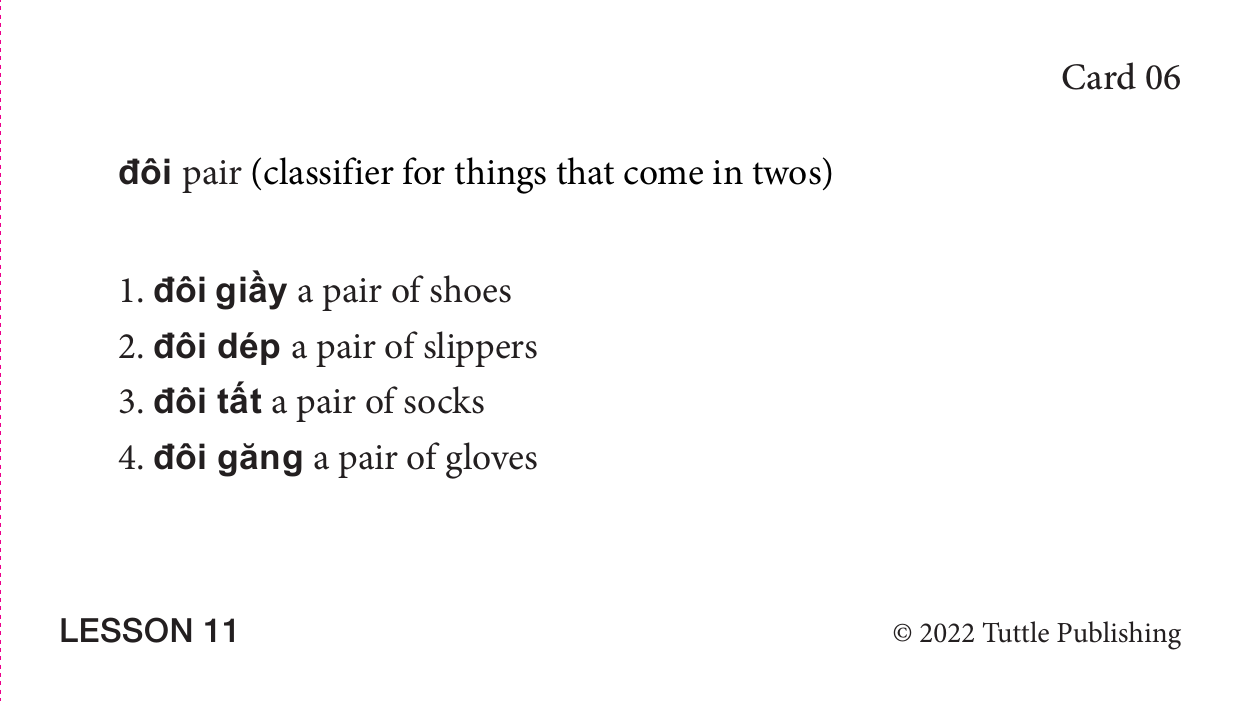 Card 06
đôi pair (classifier for things that come in twos)
1. đôi giầy a pair of shoes
2. đôi dép a pair of slippers
3. đôi tất a pair of socks
4. đôi găng a pair of gloves
LESSON 11
© 2022 Tuttle Publishing